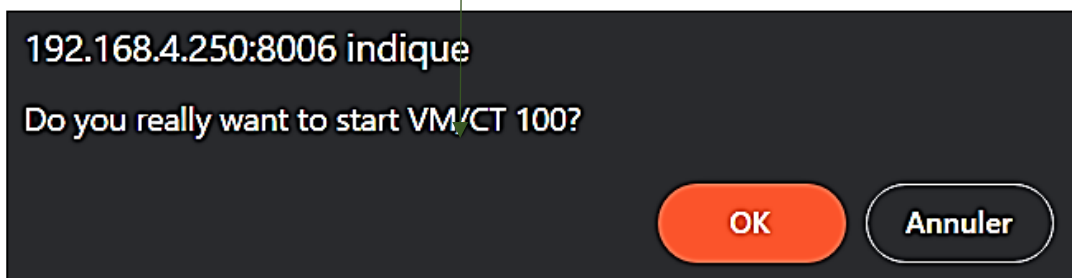 192.168.4.250:8006 indique
Do you really want to start VM/CT 100?
OK
Annuler